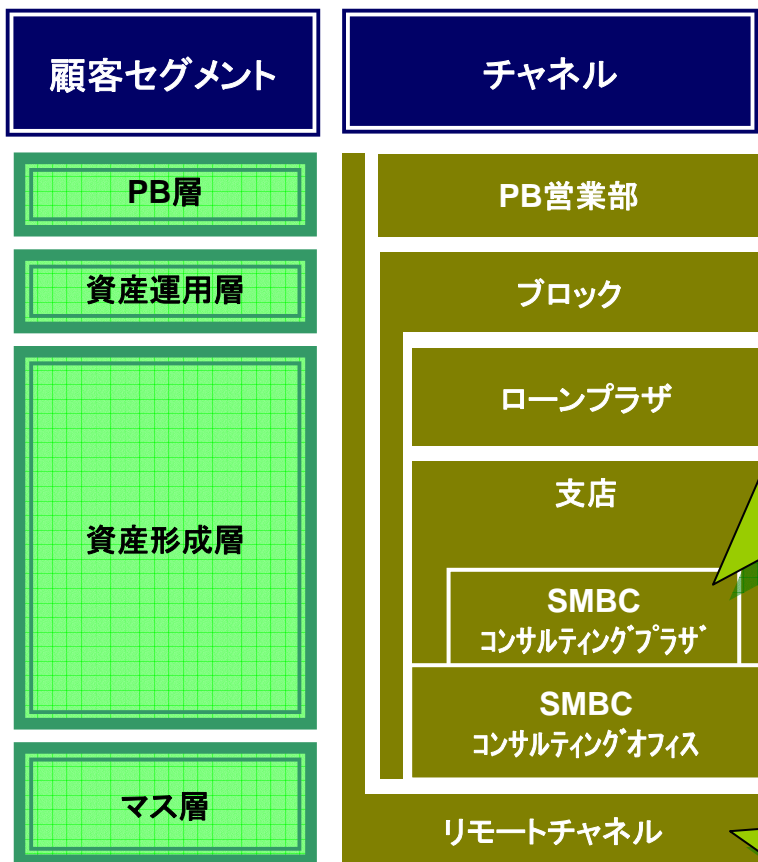 顧客セグメント
チャネル
PB層
PB営業部
資産運用層
ブロック
ローンプラザ
資産形成層
支店
SMBC
コンサルティングプラザ
SMBC
コンサルティングオフィス
マス層
リモートチャネル